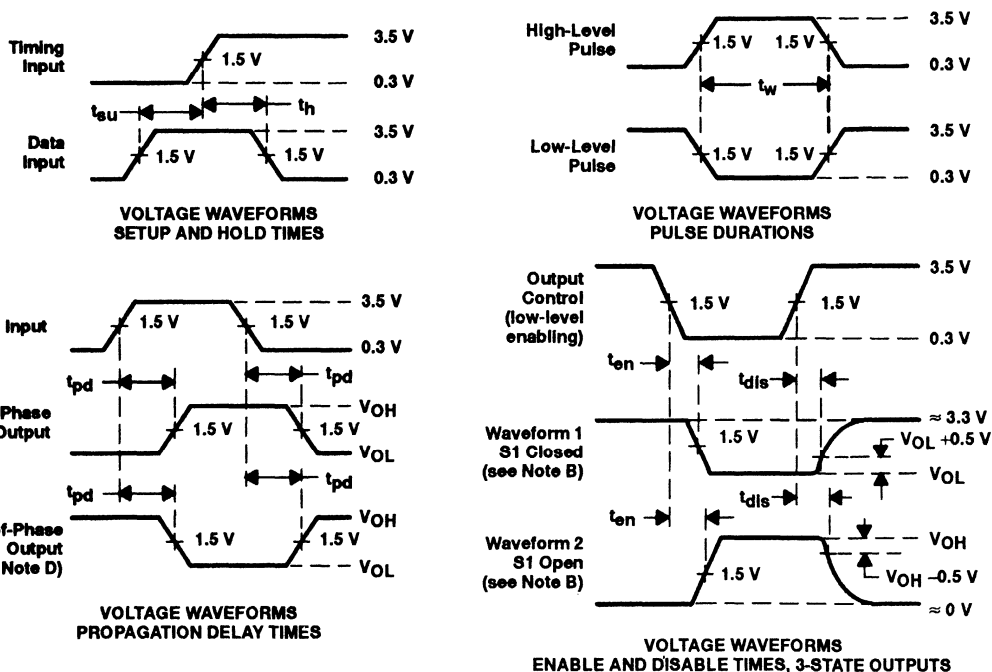 Timing
Input
1.5 V
3.5 V
0.3 V
tsu
th
Data
Input
1.5 V
1.5 V
3.5 V
0.3 V
VOLTAGE WAVEFORMS
SETUP AND HOLD TIMES
High-Level
Pulse
1.5 V
1.5 V
3.5 V
0.3 V
tw
Low-Level
Pulse
1.5 V
1.5 V
3.5 V
0.3 V
VOLTAGE WAVEFORMS
PULSE DURATIONS
Input
1.5 V
1.5 V
3.5 V
0.3 V
tpd
tpd
Phase
Output
1.5 V
1.5 V
VOH
VOL
tpd
tpd
f-Phase
Output
Note D)
1.5 V
1.5 V
VOH
VOL
VOLTAGE WAVEFORMS
PROPAGATION DELAY TIMES
Output
Control
(low-level
enabling)
1.5 V
1.5 V
3.5 V
0.3 V
ten
tdis
Waveform 1
S1 Closed
(see Note B)
1.5 V
≈ 3.3 V
VOL +0.5 V
VOL
ten
tdis
Waveform 2
S1 Open
(see Note B)
1.5 V
VOH
VOH –0.5 V
≈ 0 V
VOLTAGE WAVEFORMS
ENABLE AND DISABLE TIMES, 3-STATE OUTPUTS